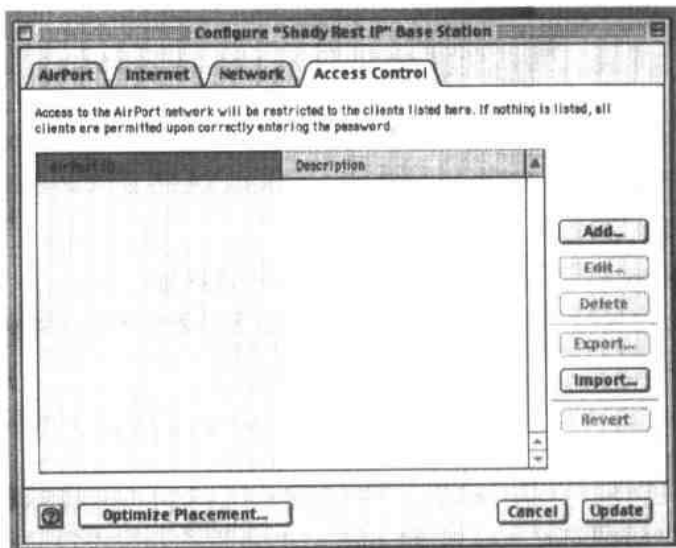 Configure "Shady Rest IP" Base Station
AirPort Internet Network Access Control
Access to the AirPort network will be restricted to the clients listed here. If nothing is listed, all
clients are permitted upon correctly entering the password.
AirPort ID Description
Add...
Edit...
Delete
Export...
Import...
Revert
? Optimize Placement... Cancel Update